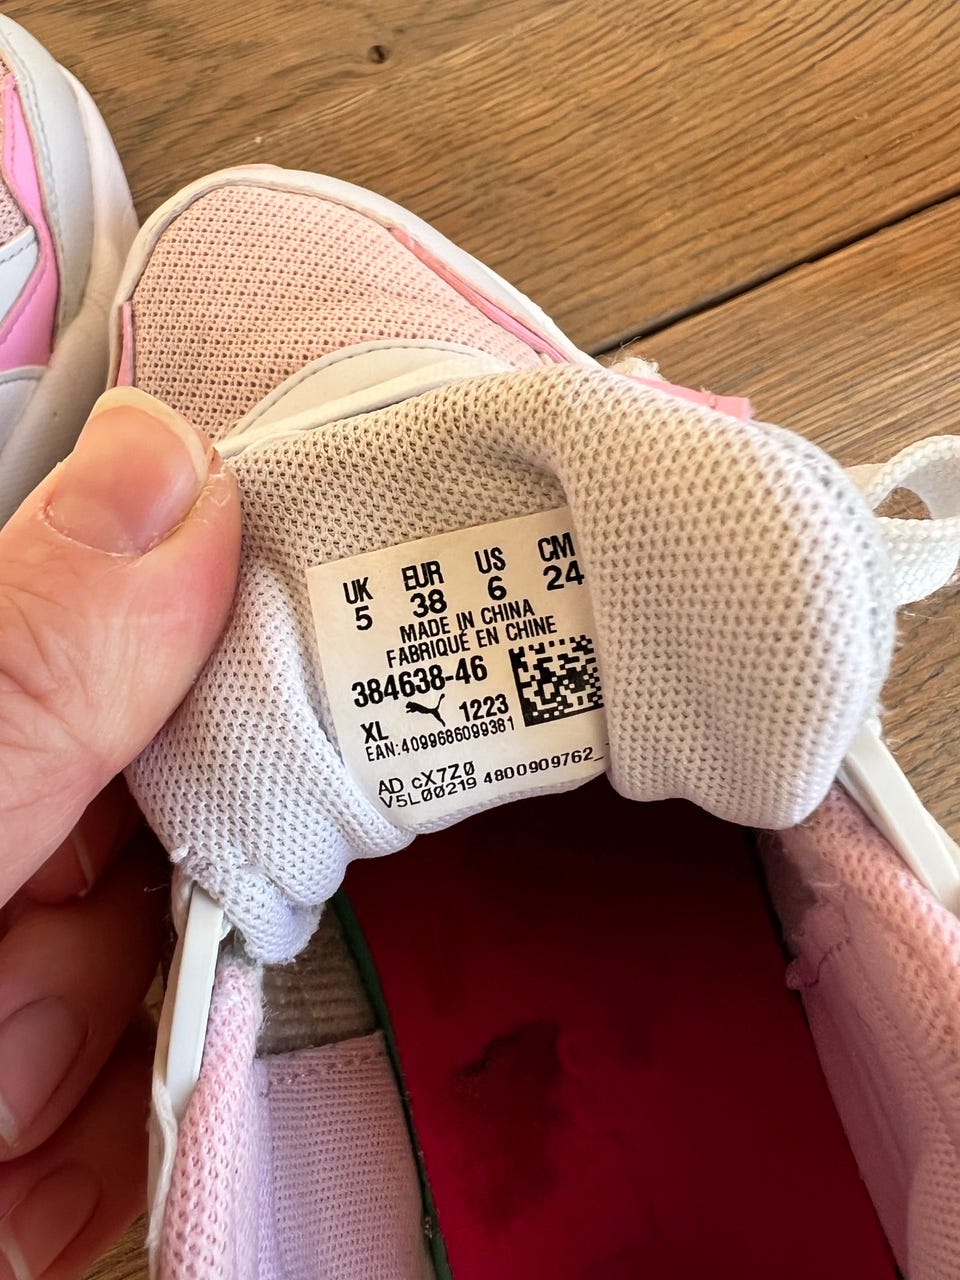 UK EUR US CM
5 38 6 24
MADE IN CHINA
FABRIQUÉ EN CHINE
384638-46
XL 1223
EAN:4099686099381
AD cX7Z0
V5L00219 4800909762_